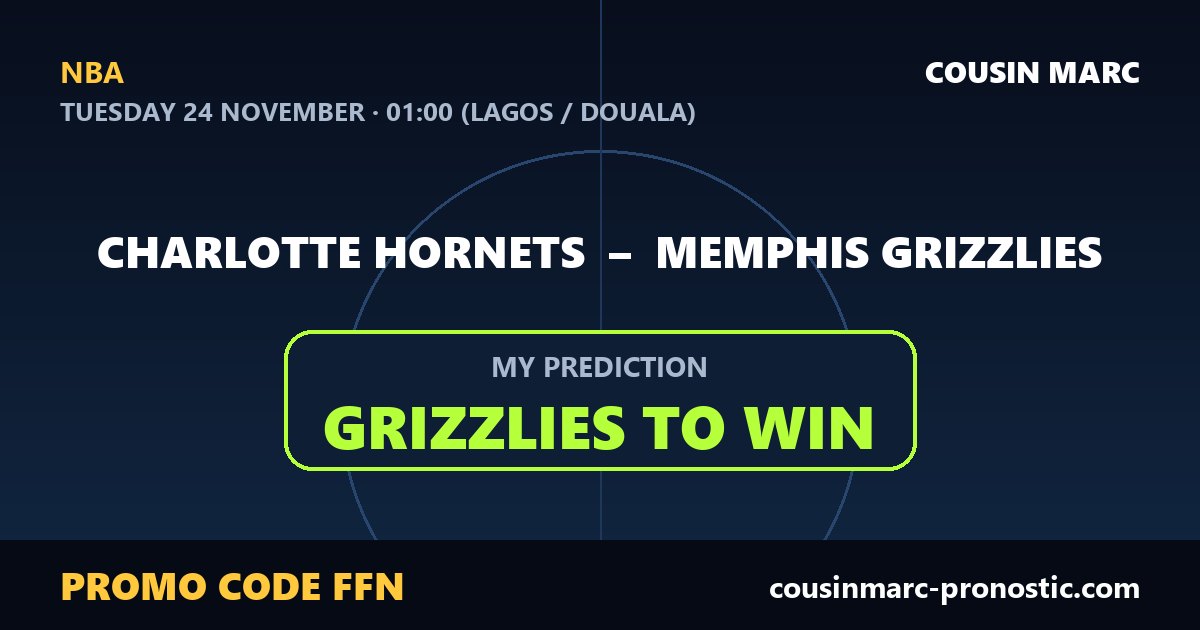 NBA
COUSIN MARC
TUESDAY 24 NOVEMBER · 01:00 (LAGOS / DOUALA)
CHARLOTTE HORNETS – MEMPHIS GRIZZLIES
MY PREDICTION
GRIZZLIES TO WIN
PROMO CODE FFN
cousinmarc-pronostic.com